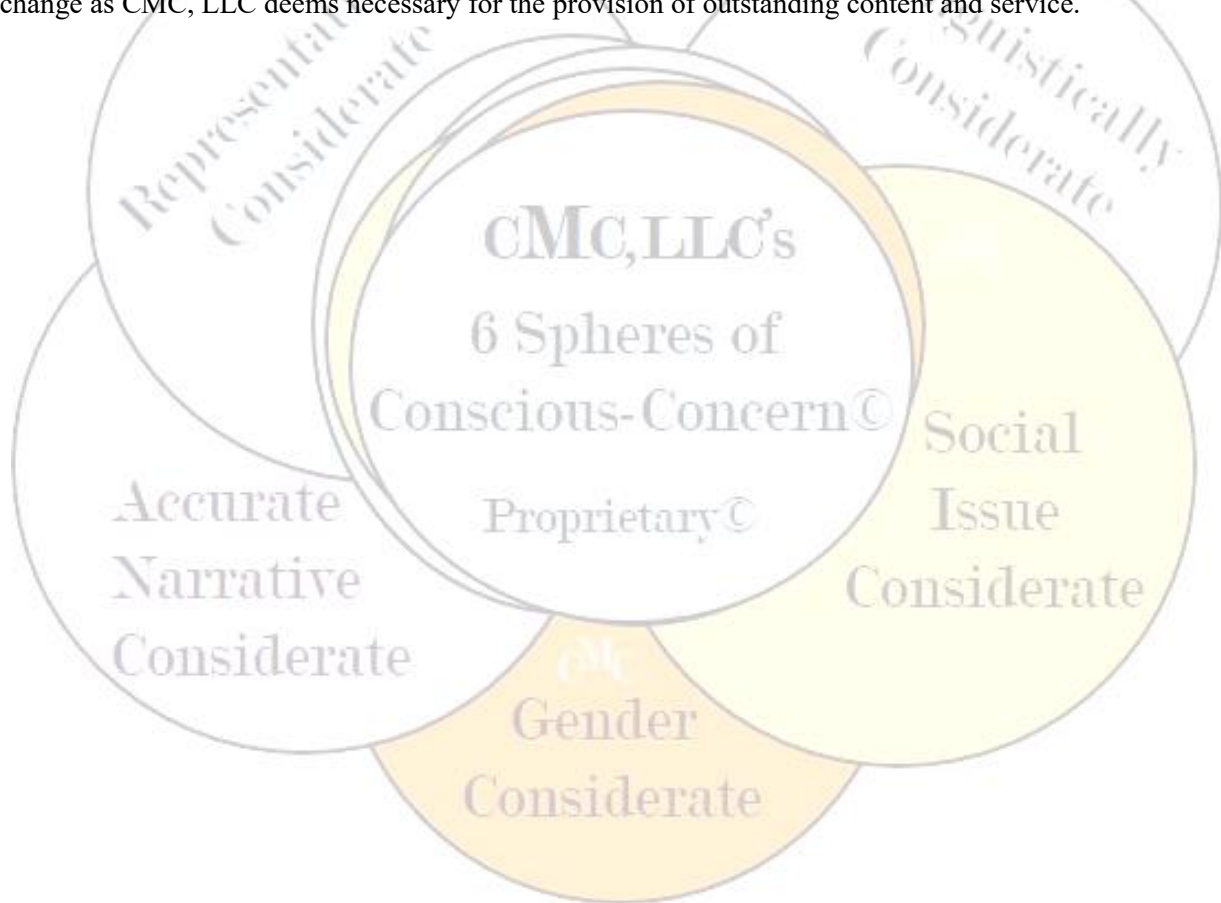 change as CMC, LLC deems necessary for the provision of outstanding content and service.
Considerate
Considerate
CMC, LLC's
6 Spheres of
Conscious-Concern©
Proprietary©
Social
Issue
Considerate
Accurate
Narrative
Considerate
CMC
Gender
Considerate